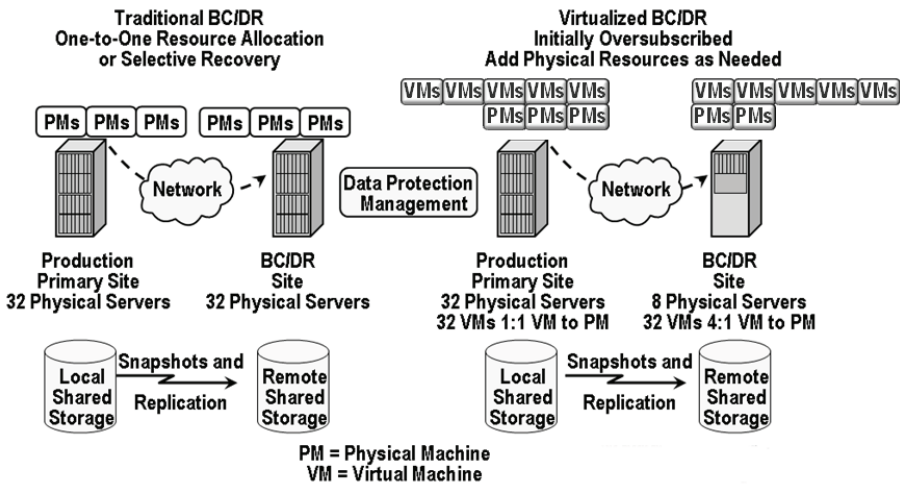 Traditional BC/DR
One-to-One Resource Allocation
or Selective Recovery
PMs PMs PMs
PMs PMs PMs
Network
Production
Primary Site
32 Physical Servers
BC/DR
Site
32 Physical Servers
Local
Shared
Storage
Snapshots and
Replication
Remote
Shared
Storage
Data Protection
Management
Virtualized BC/DR
Initially Oversubscribed
Add Physical Resources as Needed
VMs VMs VMs VMs VMs
PMs PMs PMs
VMs VMs VMs VMs VMs
PMs PMs
Network
Production
Primary Site
32 Physical Servers
32 VMs 1:1 VM to PM
BC/DR
Site
8 Physical Servers
32 VMs 4:1 VM to PM
Local
Shared
Storage
Snapshots and
Replication
Remote
Shared
Storage
PM = Physical Machine
VM = Virtual Machine